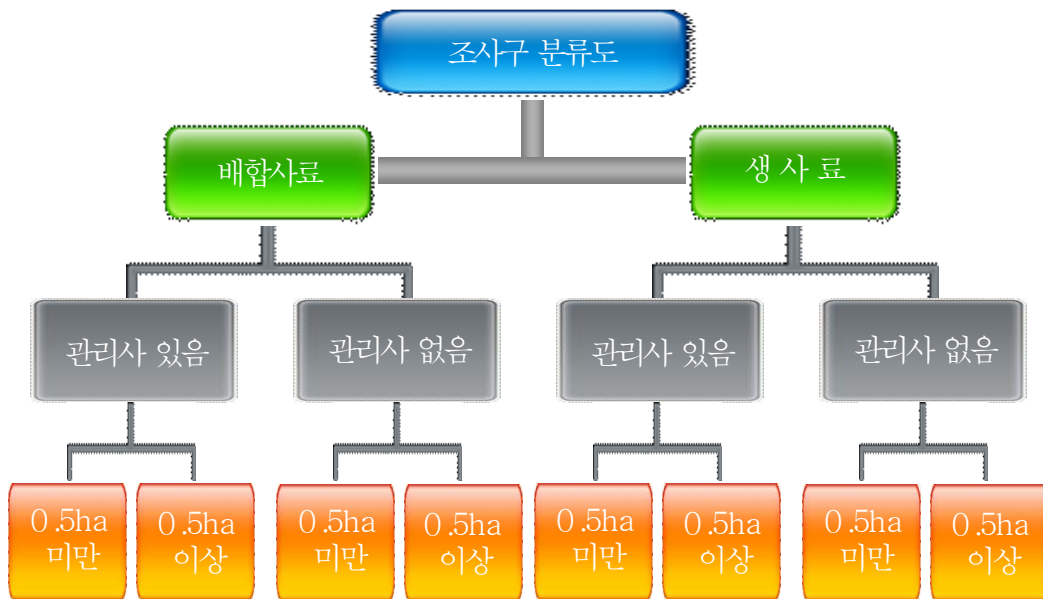 조사구 분류도
배합사료
생 사 료
관리사 있음
관리사 없음
관리사 있음
관리사 없음
0.5ha
미만
0.5ha
이상
0.5ha
미만
0.5ha
이상
0.5ha
미만
0.5ha
이상
0.5ha
미만
0.5ha
이상